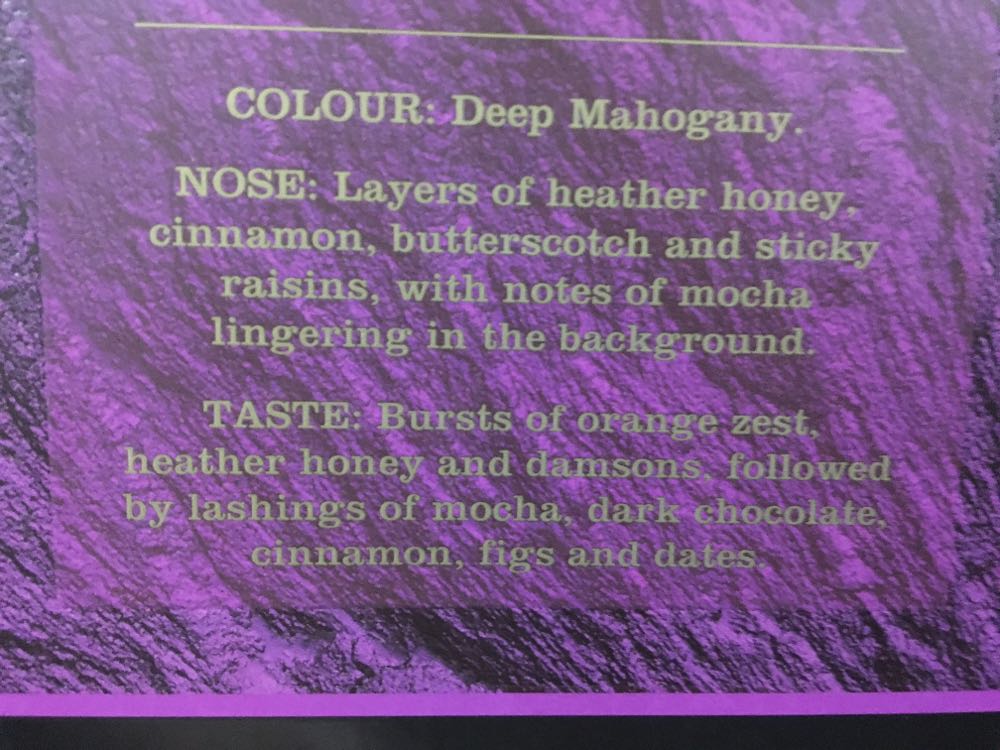 COLOUR: Deep Mahogany.
NOSE: Layers of heather honey,
cinnamon, butterscotch and sticky
raisins, with notes of mocha
lingering in the background.
TASTE: Bursts of orange zest,
heather honey and damsons, followed
by lashings of mocha, dark chocolate,
cinnamon, figs and dates.